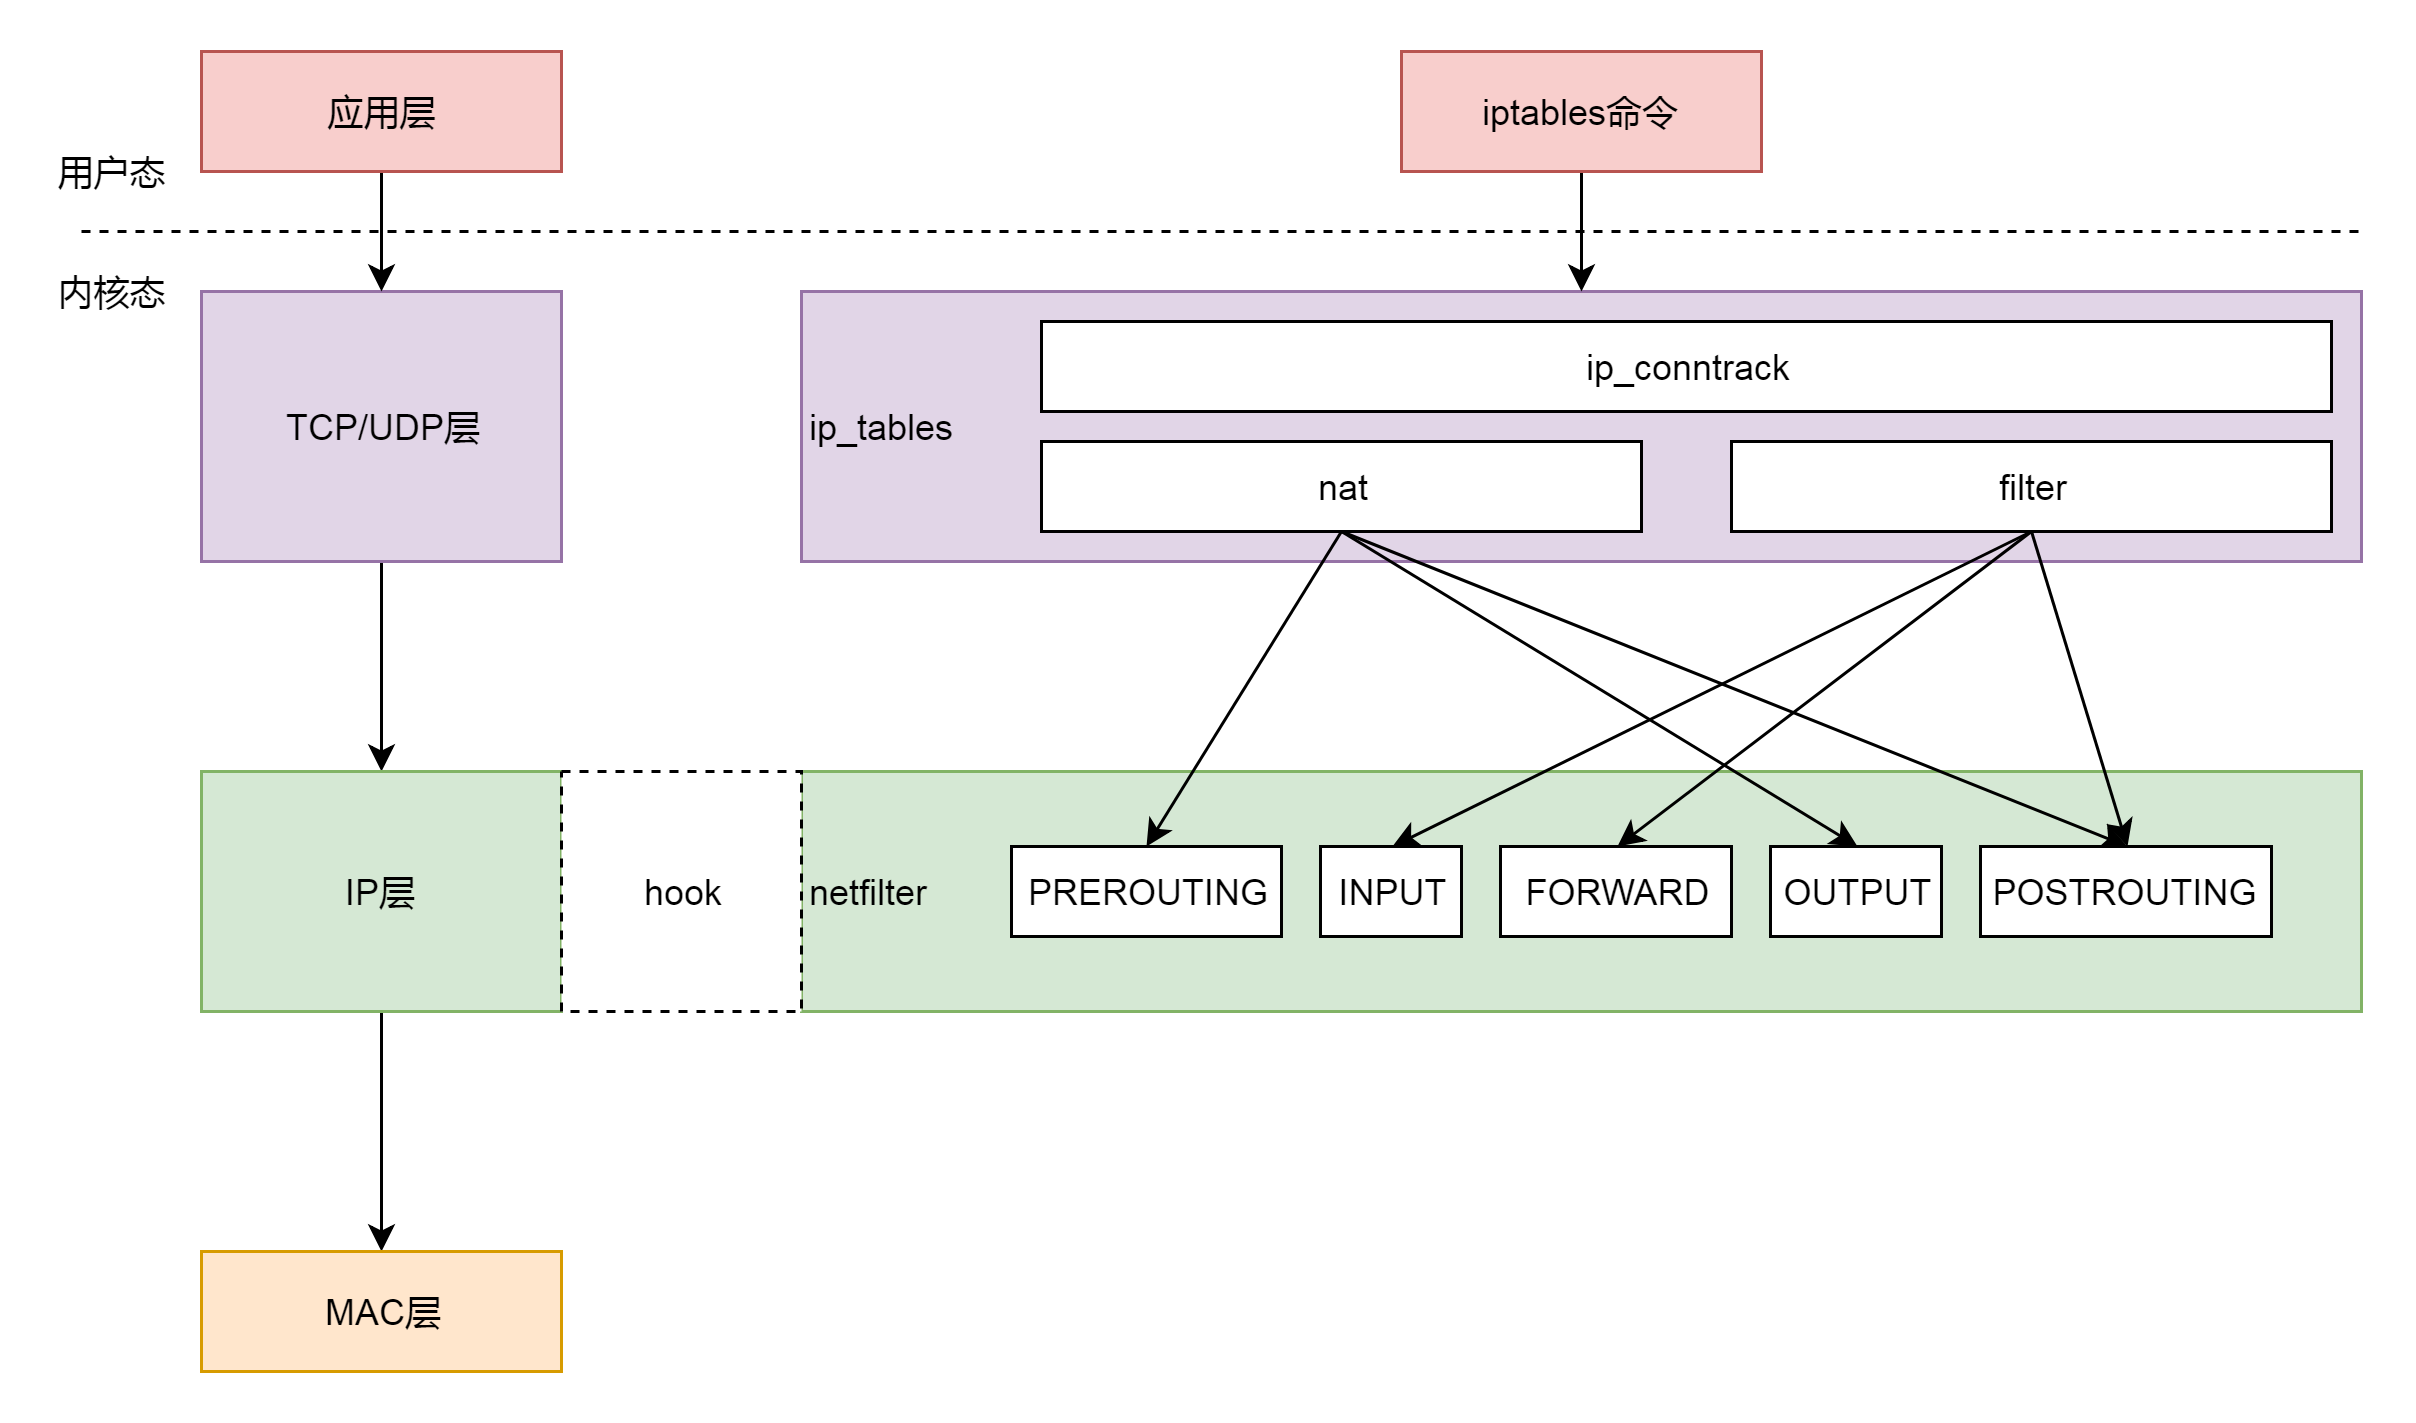 应用层
iptables命令
用户态
内核态
TCP/UDP层
ip_tables
ip_conntrack
nat
filter
IP层
hook
netfilter
PREROUTING
INPUT
FORWARD
OUTPUT
POSTROUTING
MAC层